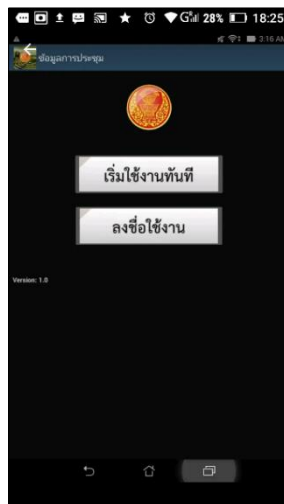 28% 18:25
2:16 AM
ข้อมูลการประชุม
เริ่มใช้งานทันที
ลงชื่อใช้งาน
Version: 1.0